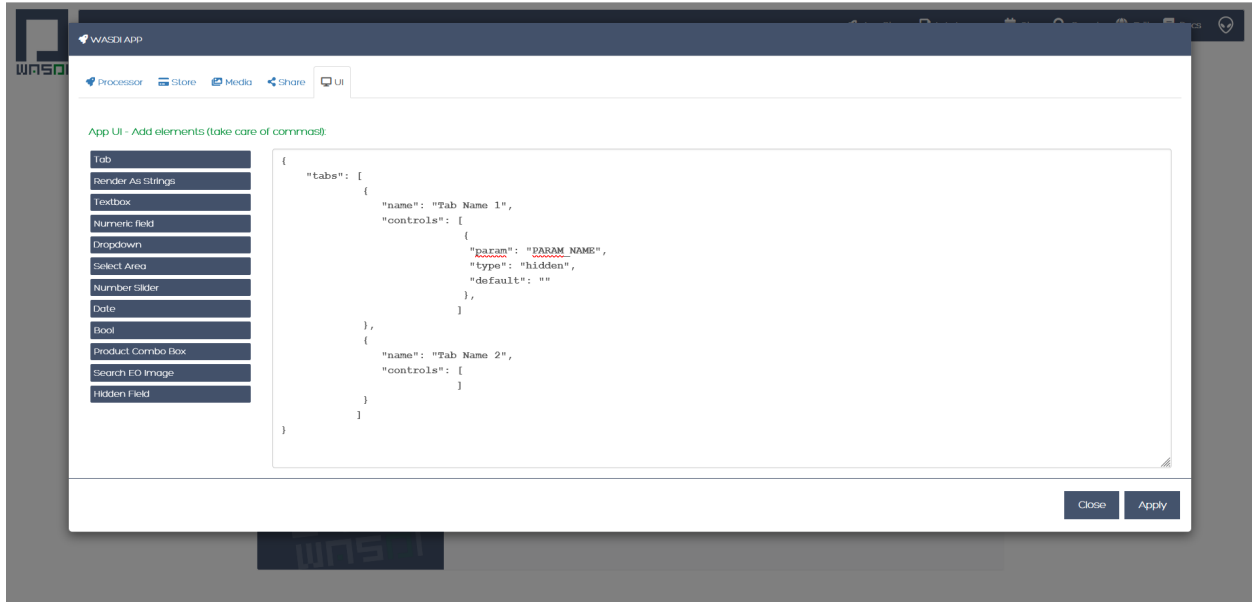 WASDI APP
WASDI
Processor Store Media Share UI
App UI - Add elements (take care of commas!):
Tab
Render As Strings
Textbox
Numeric field
Dropdown
Select Area
Number Slider
Date
Bool
Product Combo Box
Search EO Image
Hidden Field
{
"tabs": [
{
"name": "Tab Name 1",
"controls": [
{
"param": "PARAM_NAME",
"type": "hidden",
"default": ""
},
]
},
{
"name": "Tab Name 2",
"controls": [
]
}
]
}
Close Apply